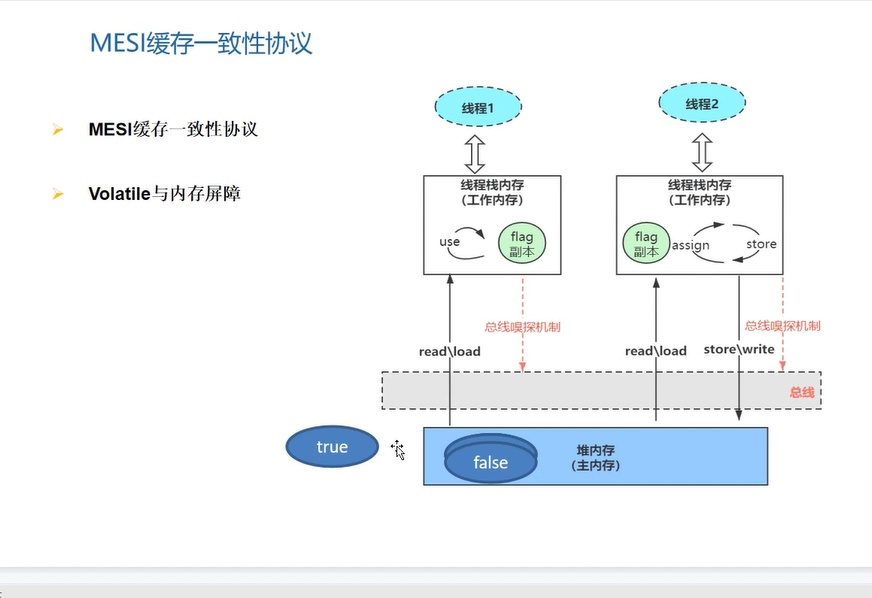 MESI缓存一致性协议
MESI缓存一致性协议
Volatile与内存屏障
线程1
线程2
线程栈内存
(工作内存)
线程栈内存
(工作内存)
use
flag
副本
flag
副本
assign
store
总线嗅探机制
总线嗅探机制
read\load
read\load
store\write
总线
true
false
堆内存
(主内存)